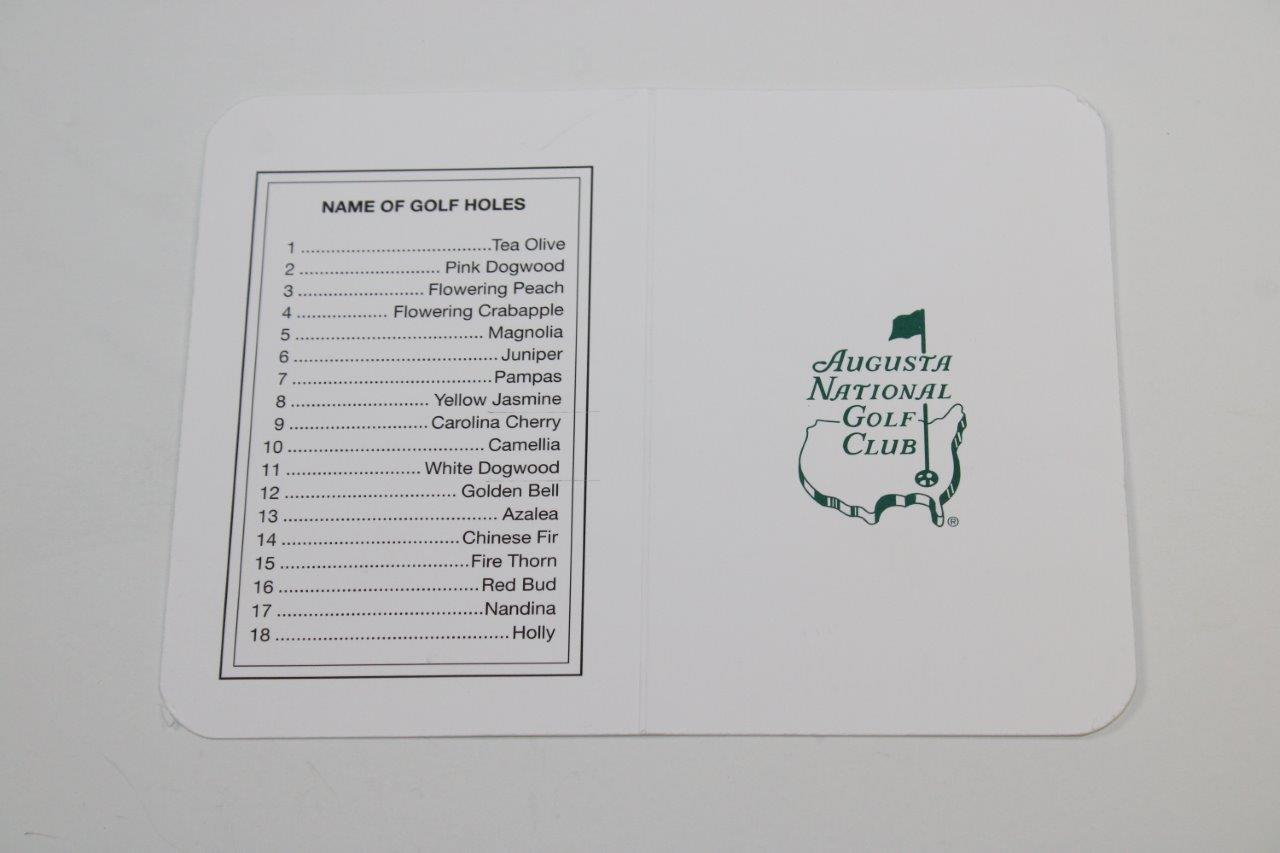 NAME OF GOLF HOLES
1 ..................................Tea Olive
2 ......................... Pink Dogwood
3 ...................... Flowering Peach
4 ................ Flowering Crabapple
5 .................................. Magnolia
6 .....................................Juniper
7 ....................................Pampas
8 ......................... Yellow Jasmine
9 .........................Carolina Cherry
10 ................................... Camellia
11 ........................White Dogwood
12 ............................... Golden Bell
13 ...................................... Azalea
14 ................................Chinese Fir
15 ..................................Fire Thorn
16 ....................................Red Bud
17 .....................................Nandina
18 ..........................................Holly
AUGUSTA
NATIONAL
GOLF
CLUB
®